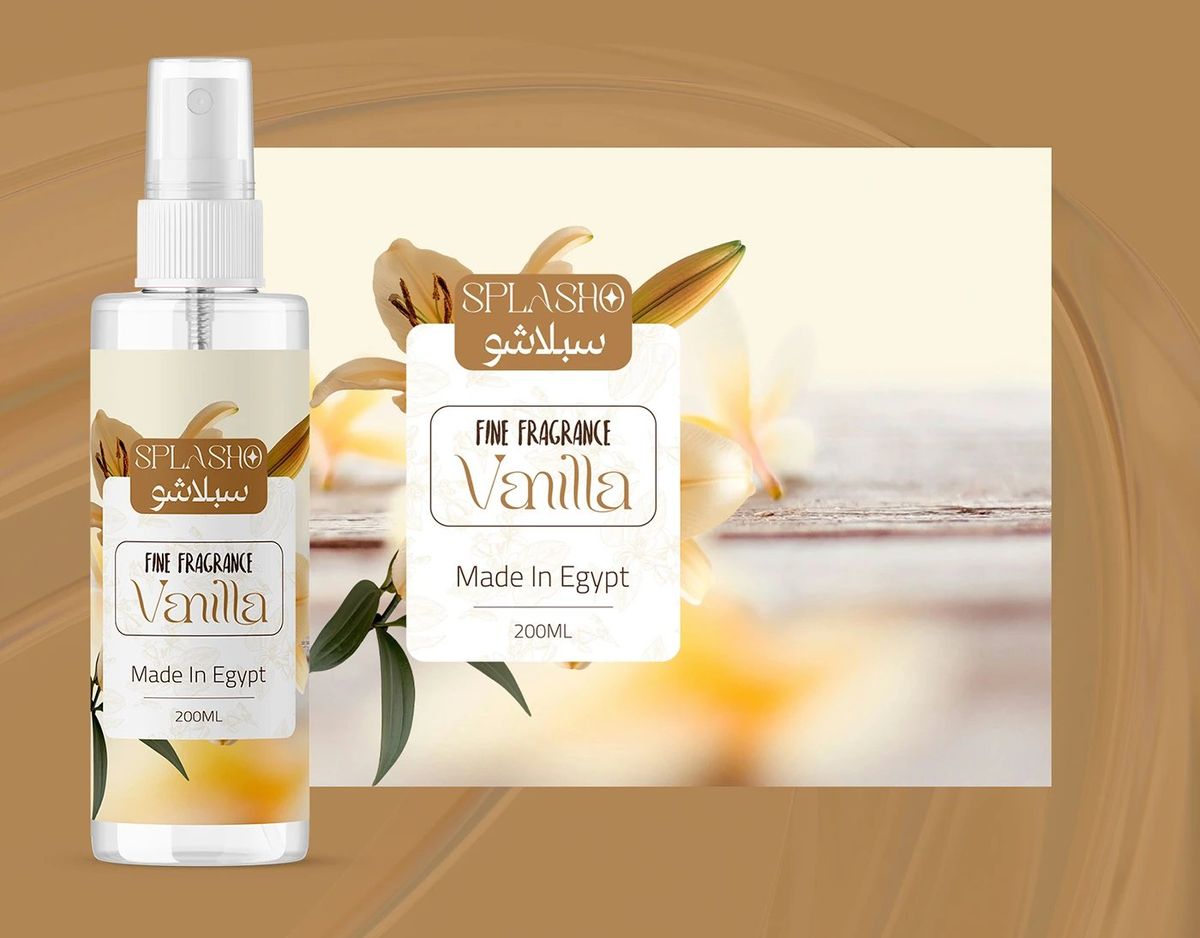 SPLASHO
سبلاشو
FINE FRAGRANCE
Vanilla
Made In Egypt
200ML
SPLASHO
سبلاشو
FINE FRAGRANCE
Vanilla
Made In Egypt
200ML